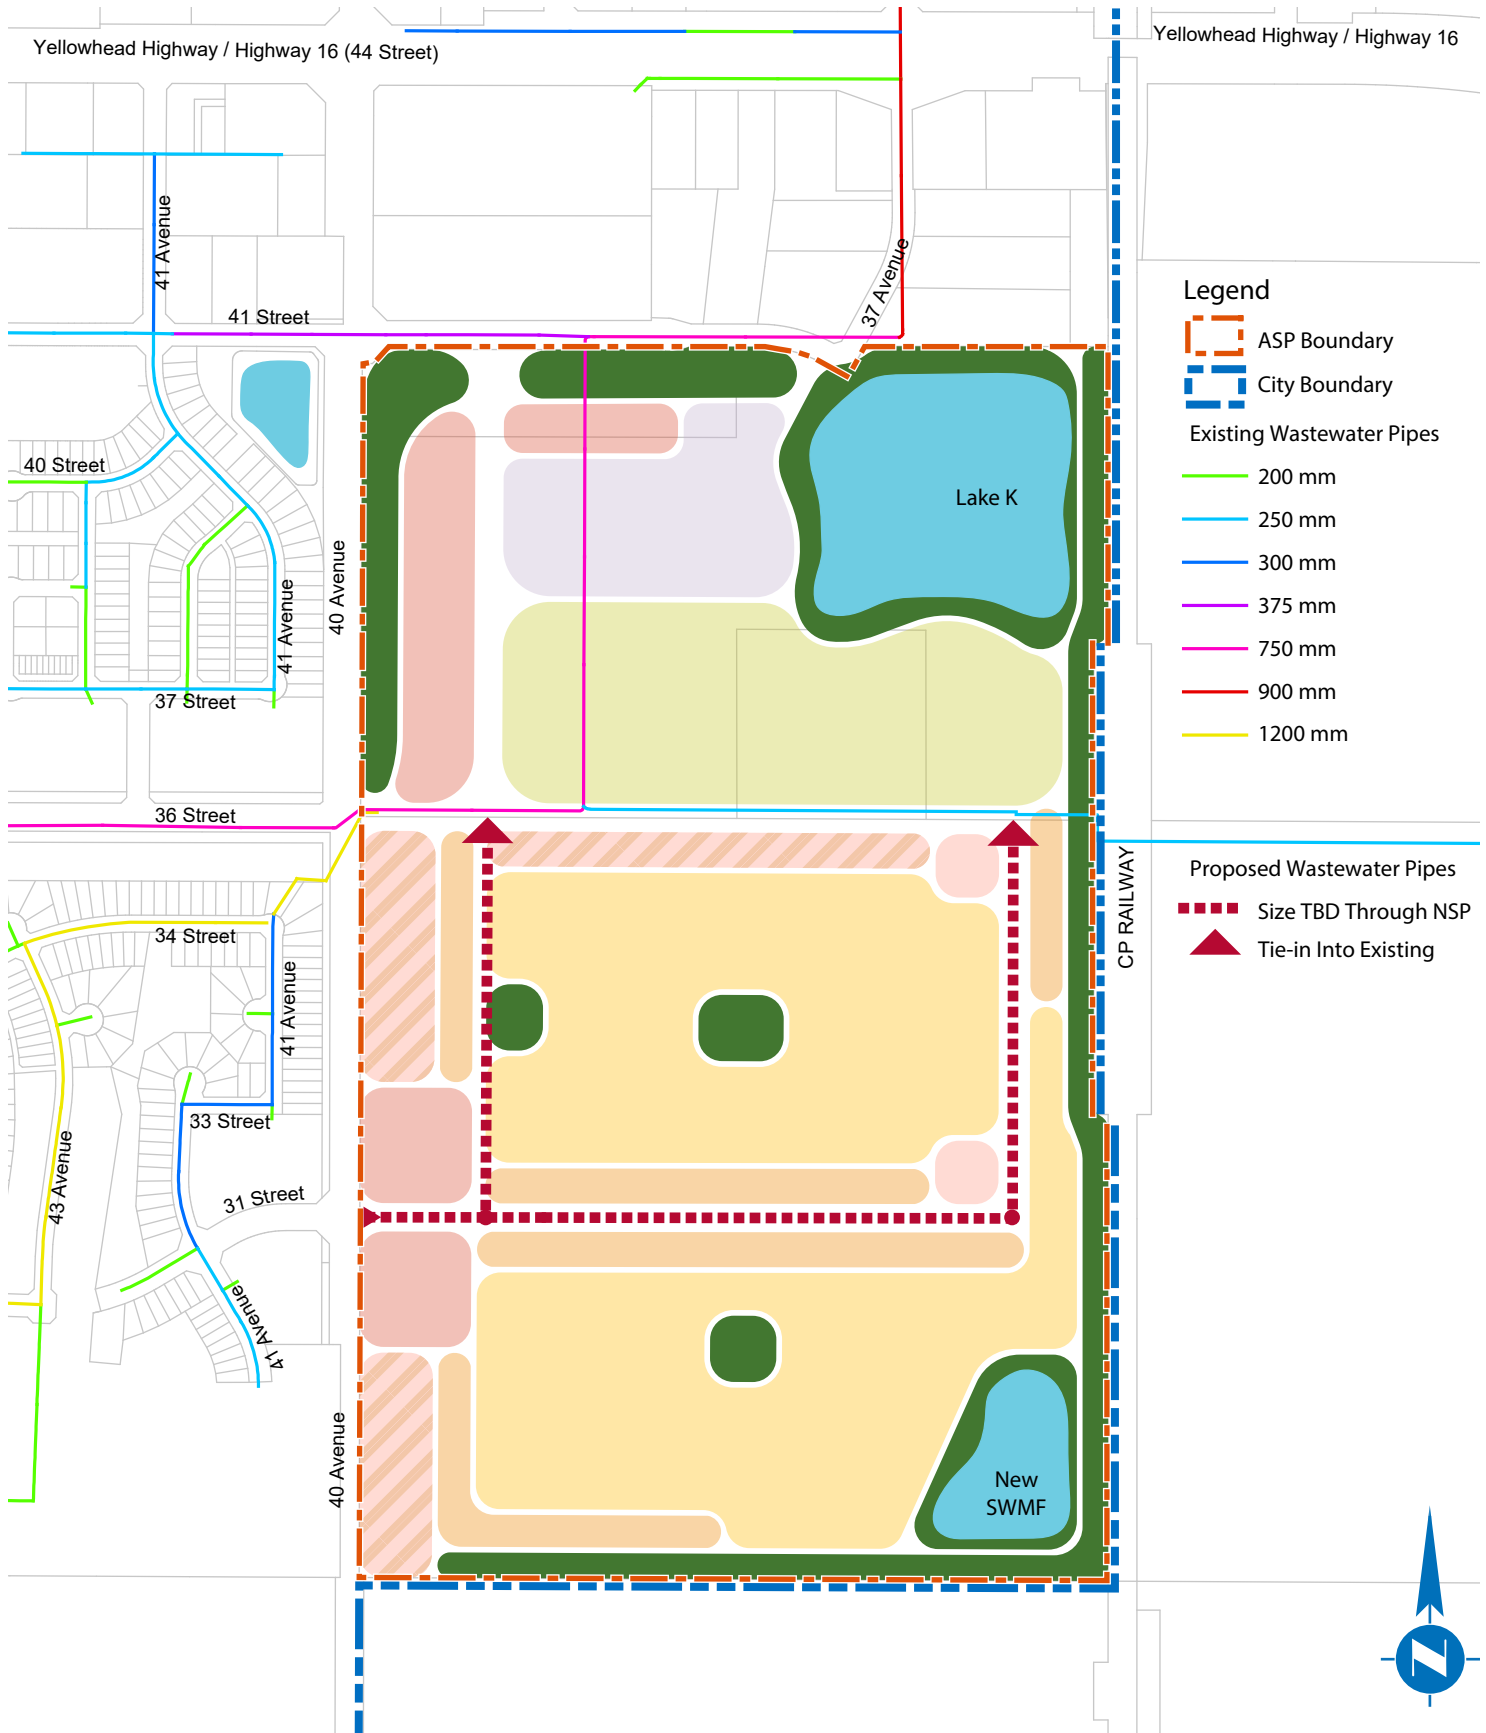 Yellowhead Highway / Highway 16 (44 Street)
Yellowhead Highway / Highway 16
41 Avenue
37 Avenue
41 Street
Legend
ASP Boundary
City Boundary
Existing Wastewater Pipes
200 mm
250 mm
300 mm
375 mm
750 mm
900 mm
1200 mm
40 Street
Lake K
40 Avenue
41 Avenue
37 Street
36 Street
CP RAILWAY
Proposed Wastewater Pipes
Size TBD Through NSP
Tie-in Into Existing
34 Street
41 Avenue
33 Street
43 Avenue
31 Street
41 Avenue
40 Avenue
New
SWMF
N